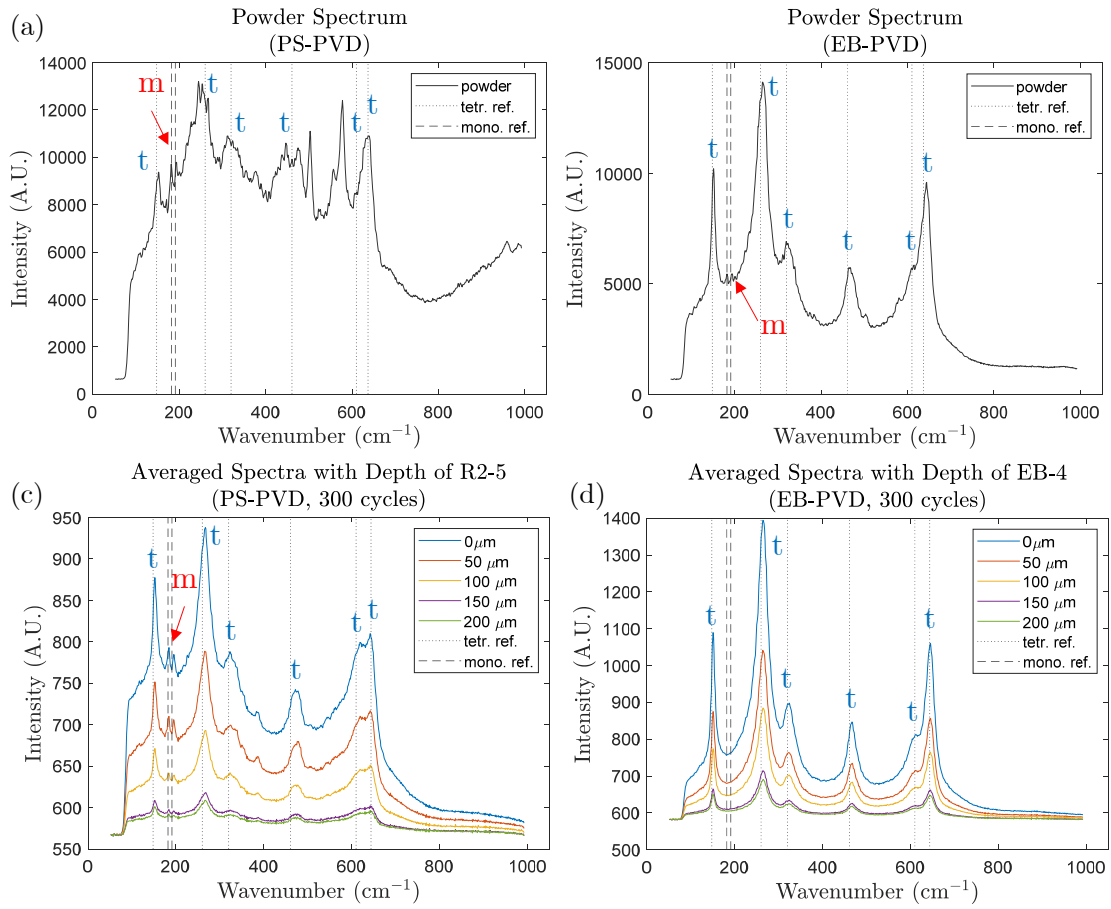 (a)
Powder Spectrum
(PS-PVD)
Intensity (A.U.)
14000
12000
10000
8000
6000
4000
2000
0
m
t
t
t
t
t
t
powder
tetr. ref.
mono. ref.
0
200
400
600
800
1000
Wavenumber (cm⁻¹)
Powder Spectrum
(EB-PVD)
Intensity (A.U.)
15000
10000
5000
0
t
t
t
t
t
t
m
powder
tetr. ref.
mono. ref.
0
200
400
600
800
1000
Wavenumber (cm⁻¹)
(c)
Averaged Spectra with Depth of R2-5
(PS-PVD, 300 cycles)
Intensity (A.U.)
950
900
850
800
750
700
650
600
550
t
m
t
t
t
t
t
0μm
50 μm
100 μm
150 μm
200 μm
tetr. ref.
mono. ref.
0
200
400
600
800
1000
Wavenumber (cm⁻¹)
(d)
Averaged Spectra with Depth of EB-4
(EB-PVD, 300 cycles)
Intensity (A.U.)
1400
1300
1200
1100
1000
900
800
700
600
500
t
t
t
t
t
t
0μm
50 μm
100 μm
150 μm
200 μm
tetr. ref.
mono. ref.
0
200
400
600
800
1000
Wavenumber (cm⁻¹)